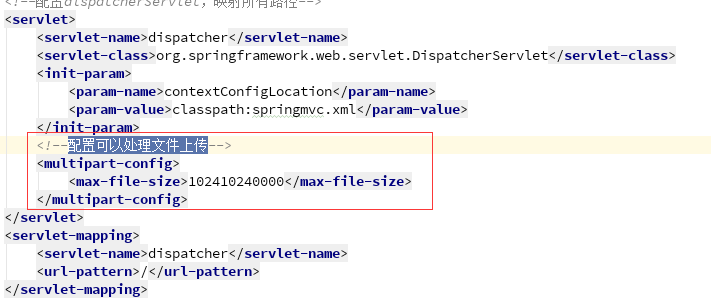 <!--配置dispatcherServlet，映射所有路径-->
<servlet>
<servlet-name>dispatcher</servlet-name>
<servlet-class>org.springframework.web.servlet.DispatcherServlet</servlet-class>
<init-param>
<param-name>contextConfigLocation</param-name>
<param-value>classpath:springmvc.xml</param-value>
</init-param>
<!--配置可以处理文件上传-->
<multipart-config>
<max-file-size>102410240000</max-file-size>
</multipart-config>
</servlet>
<servlet-mapping>
<servlet-name>dispatcher</servlet-name>
<url-pattern>/</url-pattern>
</servlet-mapping>